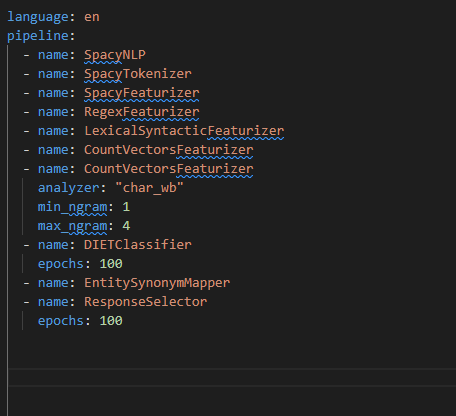 language: en
pipeline:
  - name: SpacyNLP
  - name: SpacyTokenizer
  - name: SpacyFeaturizer
  - name: RegexFeaturizer
  - name: LexicalSyntacticFeaturizer
  - name: CountVectorsFeaturizer
  - name: CountVectorsFeaturizer
    analyzer: "char_wb"
    min_ngram: 1
    max_ngram: 4
  - name: DIETClassifier
    epochs: 100
  - name: EntitySynonymMapper
  - name: ResponseSelector
    epochs: 100